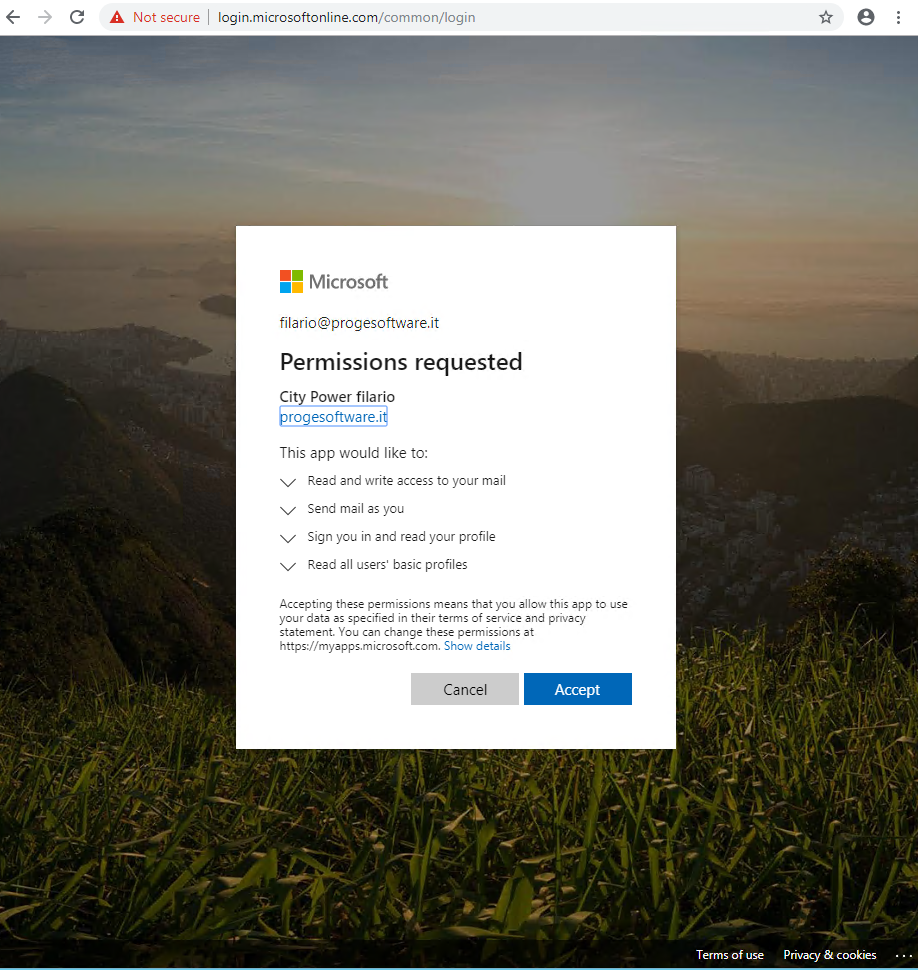 Not secure | login.microsoftonline.com/common/login
Microsoft
filario@progesoftware.it
Permissions requested
City Power filario
progesoftware.it
This app would like to:
Read and write access to your mail
Send mail as you
Sign you in and read your profile
Read all users' basic profiles
Accepting these permissions means that you allow this app to use
your data as specified in their terms of service and privacy
statement. You can change these permissions at
https://myapps.microsoft.com. Show details
Cancel Accept
Terms of use Privacy & cookies ...